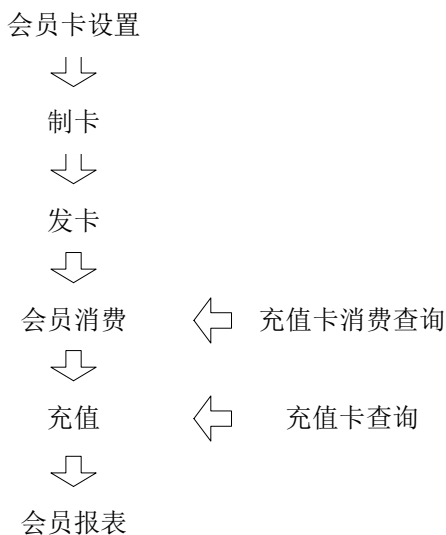 会员卡设置
制卡
发卡
会员消费
充值卡消费查询
充值
充值卡查询
会员报表